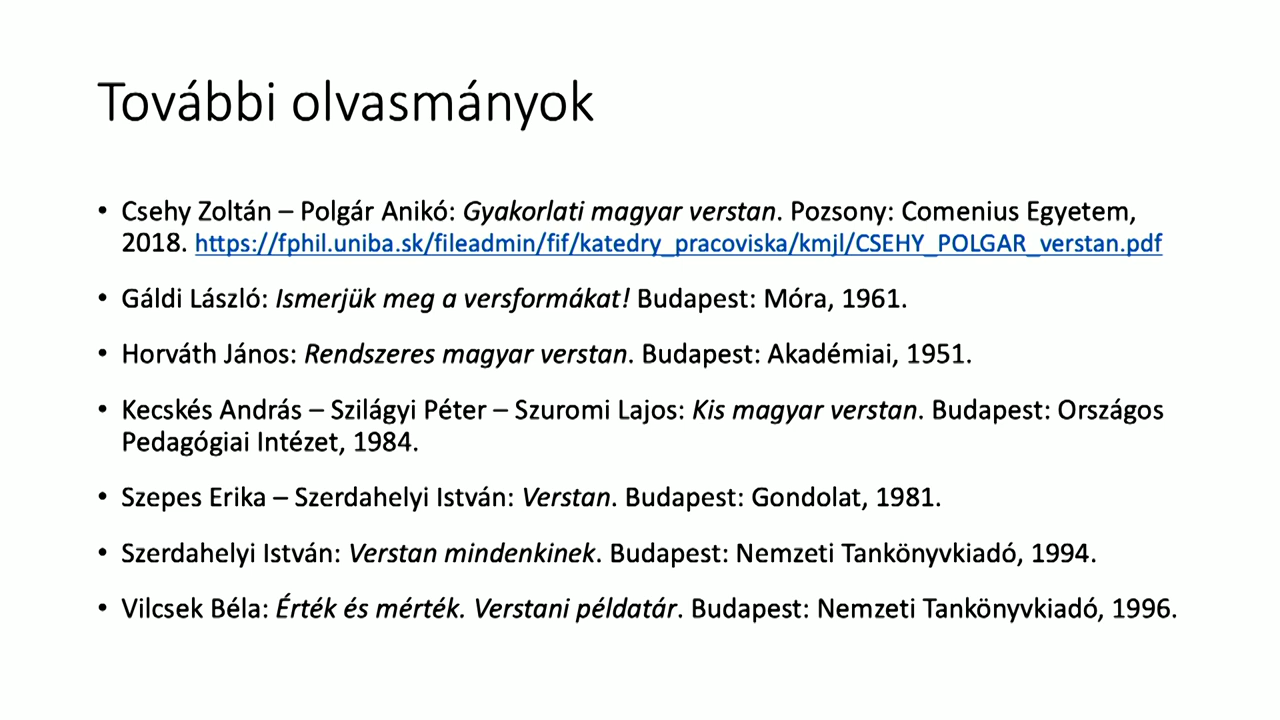 További olvasmányok
• Csehy Zoltán – Polgár Anikó: Gyakorlati magyar verstan. Pozsony: Comenius Egyetem,
2018. https://fphil.uniba.sk/fileadmin/fif/katedry_pracoviska/kmjl/CSEHY_POLGAR_verstan.pdf
• Gáldi László: Ismerjük meg a versformákat! Budapest: Móra, 1961.
• Horváth János: Rendszeres magyar verstan. Budapest: Akadémiai, 1951.
• Kecskés András – Szilágyi Péter – Szuromi Lajos: Kis magyar verstan. Budapest: Országos
Pedagógiai Intézet, 1984.
• Szepes Erika – Szerdahelyi István: Verstan. Budapest: Gondolat, 1981.
• Szerdahelyi István: Verstan mindenkinek. Budapest: Nemzeti Tankönyvkiadó, 1994.
• Vilcsek Béla: Érték és mérték. Verstani példatár. Budapest: Nemzeti Tankönyvkiadó, 1996.